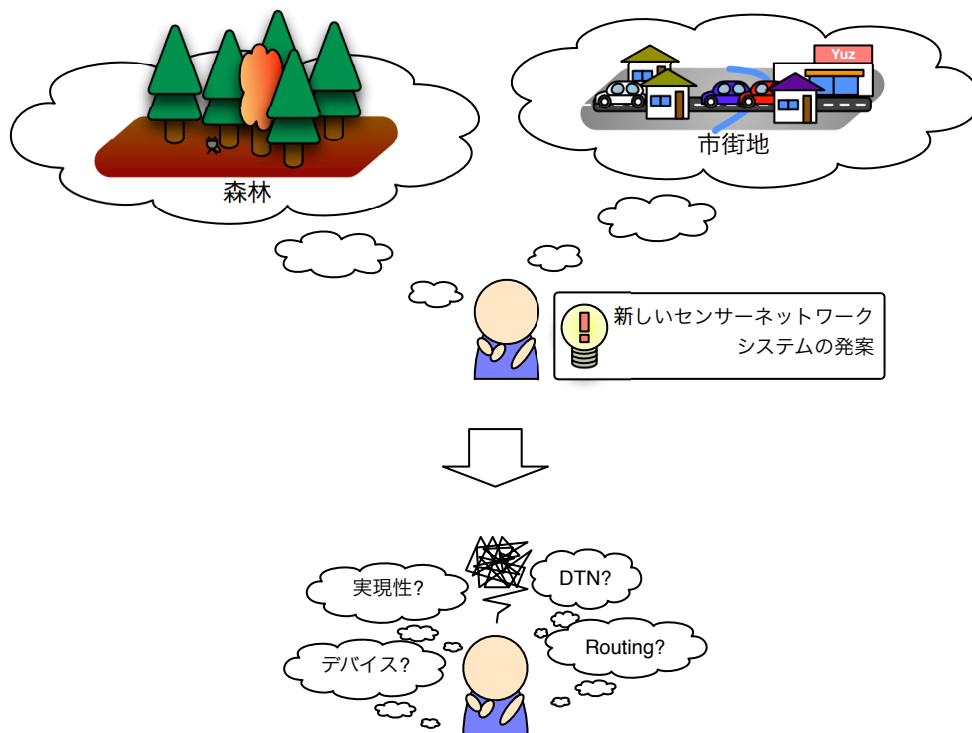 Yuz
市街地
森林
新しいセンサーネットワーク
システムの発案
実現性?
DTN?
デバイス?
Routing?